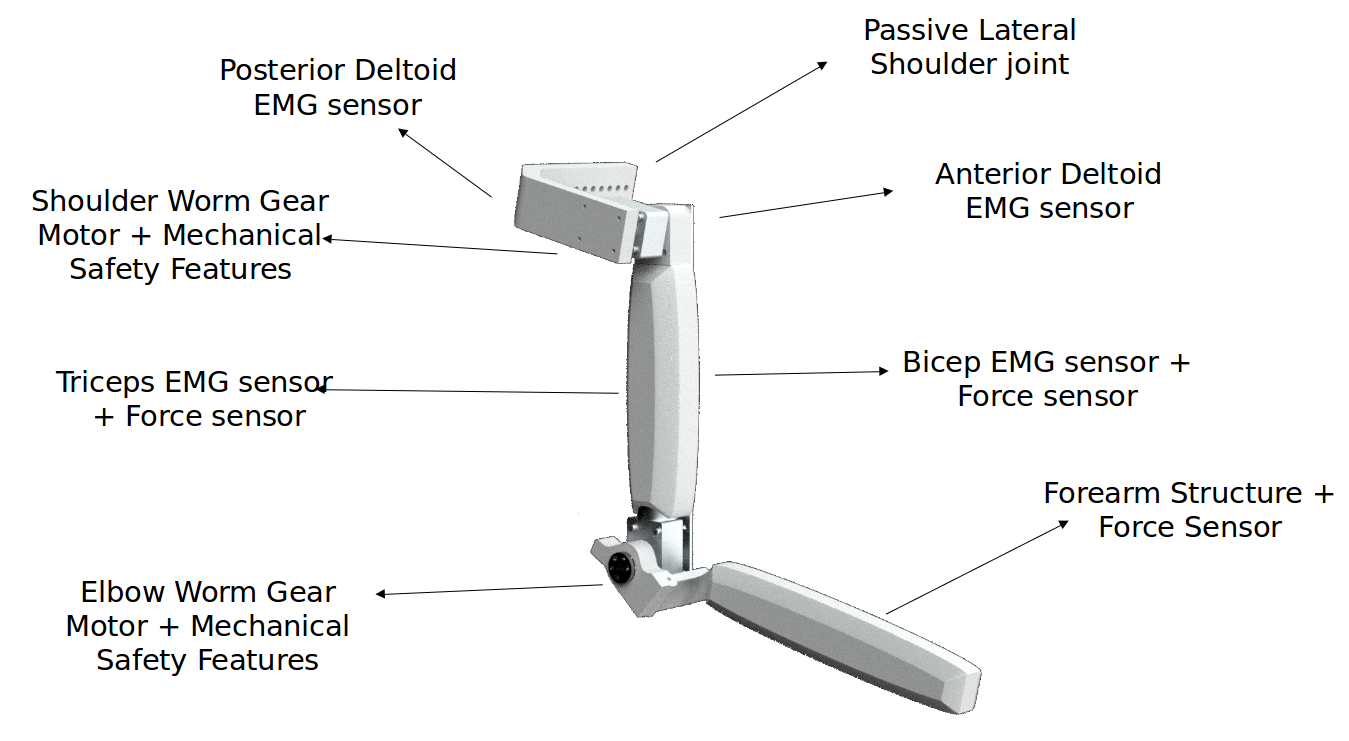 Passive Lateral
Shoulder joint
Posterior Deltoid
EMG sensor
Anterior Deltoid
EMG sensor
Shoulder Worm Gear
Motor + Mechanical
Safety Features
Bicep EMG sensor +
Force sensor
Triceps EMG sensor
+ Force sensor
Forearm Structure +
Force Sensor
Elbow Worm Gear
Motor + Mechanical
Safety Features